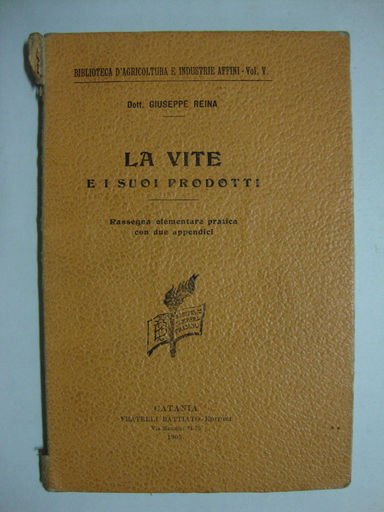 BIBLIOTECA D'AGRICOLTURA E INDUSTRIE AFFINI - Vol. V.
Dott. GIUSEPPE REINA
LA VITE
E I SUOI PRODOTTI
Rassegna elementare pratica
con due appendici
CATANIA
FRATELLI BATTIATO-EDITORI
Via